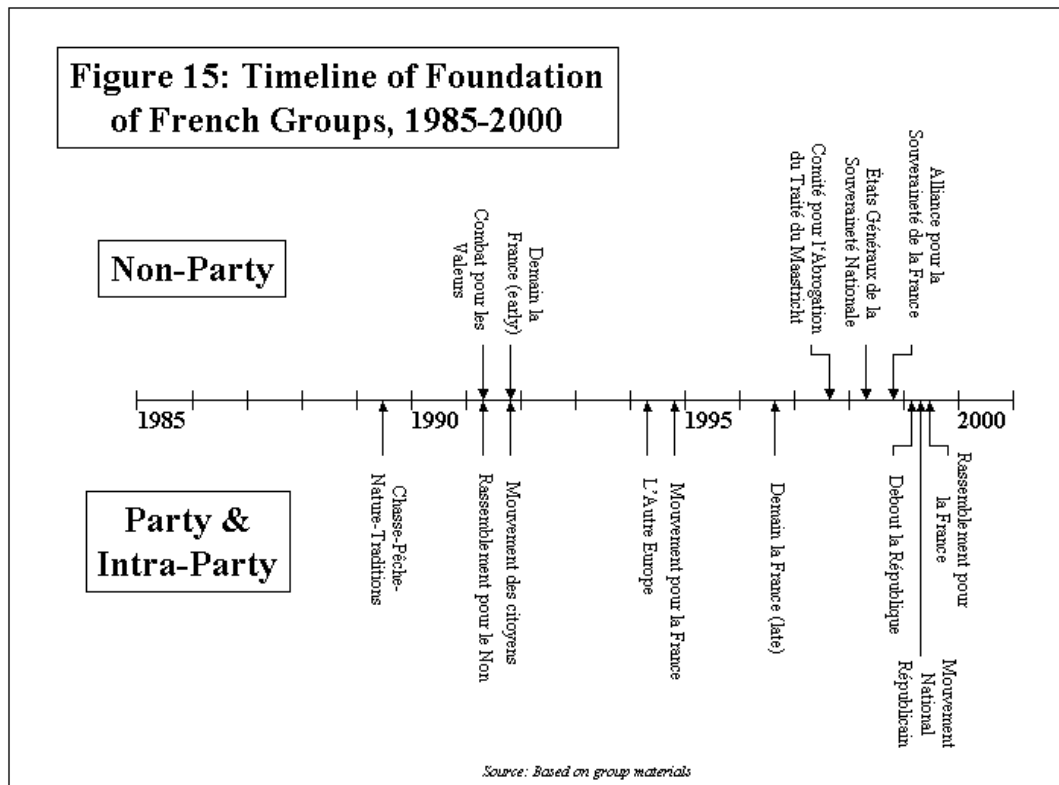 Figure 15: Timeline of Foundation
of French Groups, 1985-2000
Non-Party
Combat pour les
Valeurs
Demain la
France (early)
Comité pour l'Abrogation
du Traité du Maastricht
États Généraux de la
Souveraineté Nationale
Alliance pour la
Souveraineté de la France
1985
1990
1995
2000
Party &
Intra-Party
Chasse-Pêche-
Nature-Traditions
Rassemblement pour le Non
Mouvement des citoyens
L'Autre Europe
Mouvement pour la France
Demain la France (late)
Debout la République
Mouvement
National
Républicain
Rassemblement pour
la France
Source: Based on group materials